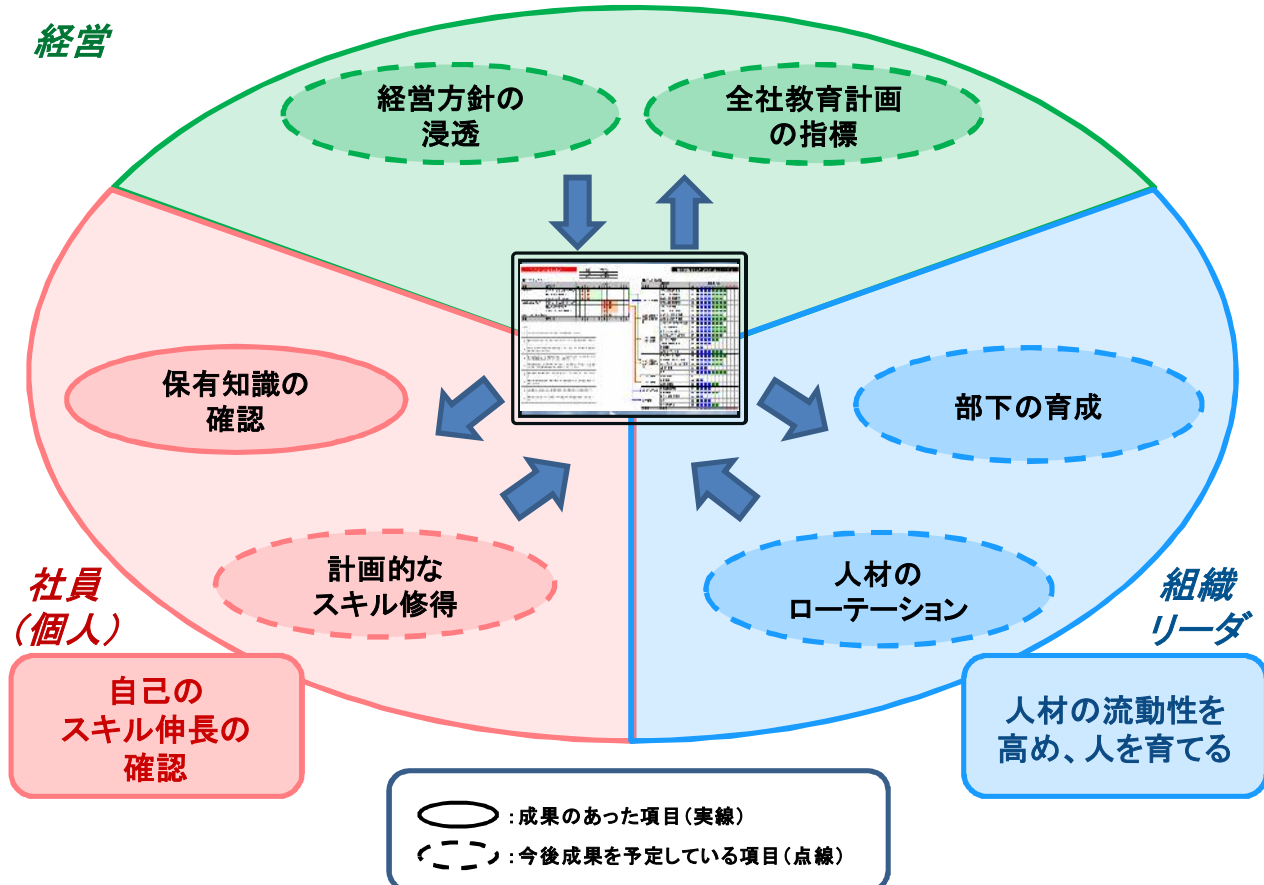 経営
経営方針の
浸透
全社教育計画
の指標
保有知識の
確認
部下の育成
計画的な
スキル修得
人材の
ローテーション
社員
（個人）
組織
リーダ
自己の
スキル伸長の
確認
人材の流動性を
高め、人を育てる
：成果のあった項目（実線）
：今後成果を予定している項目（点線）